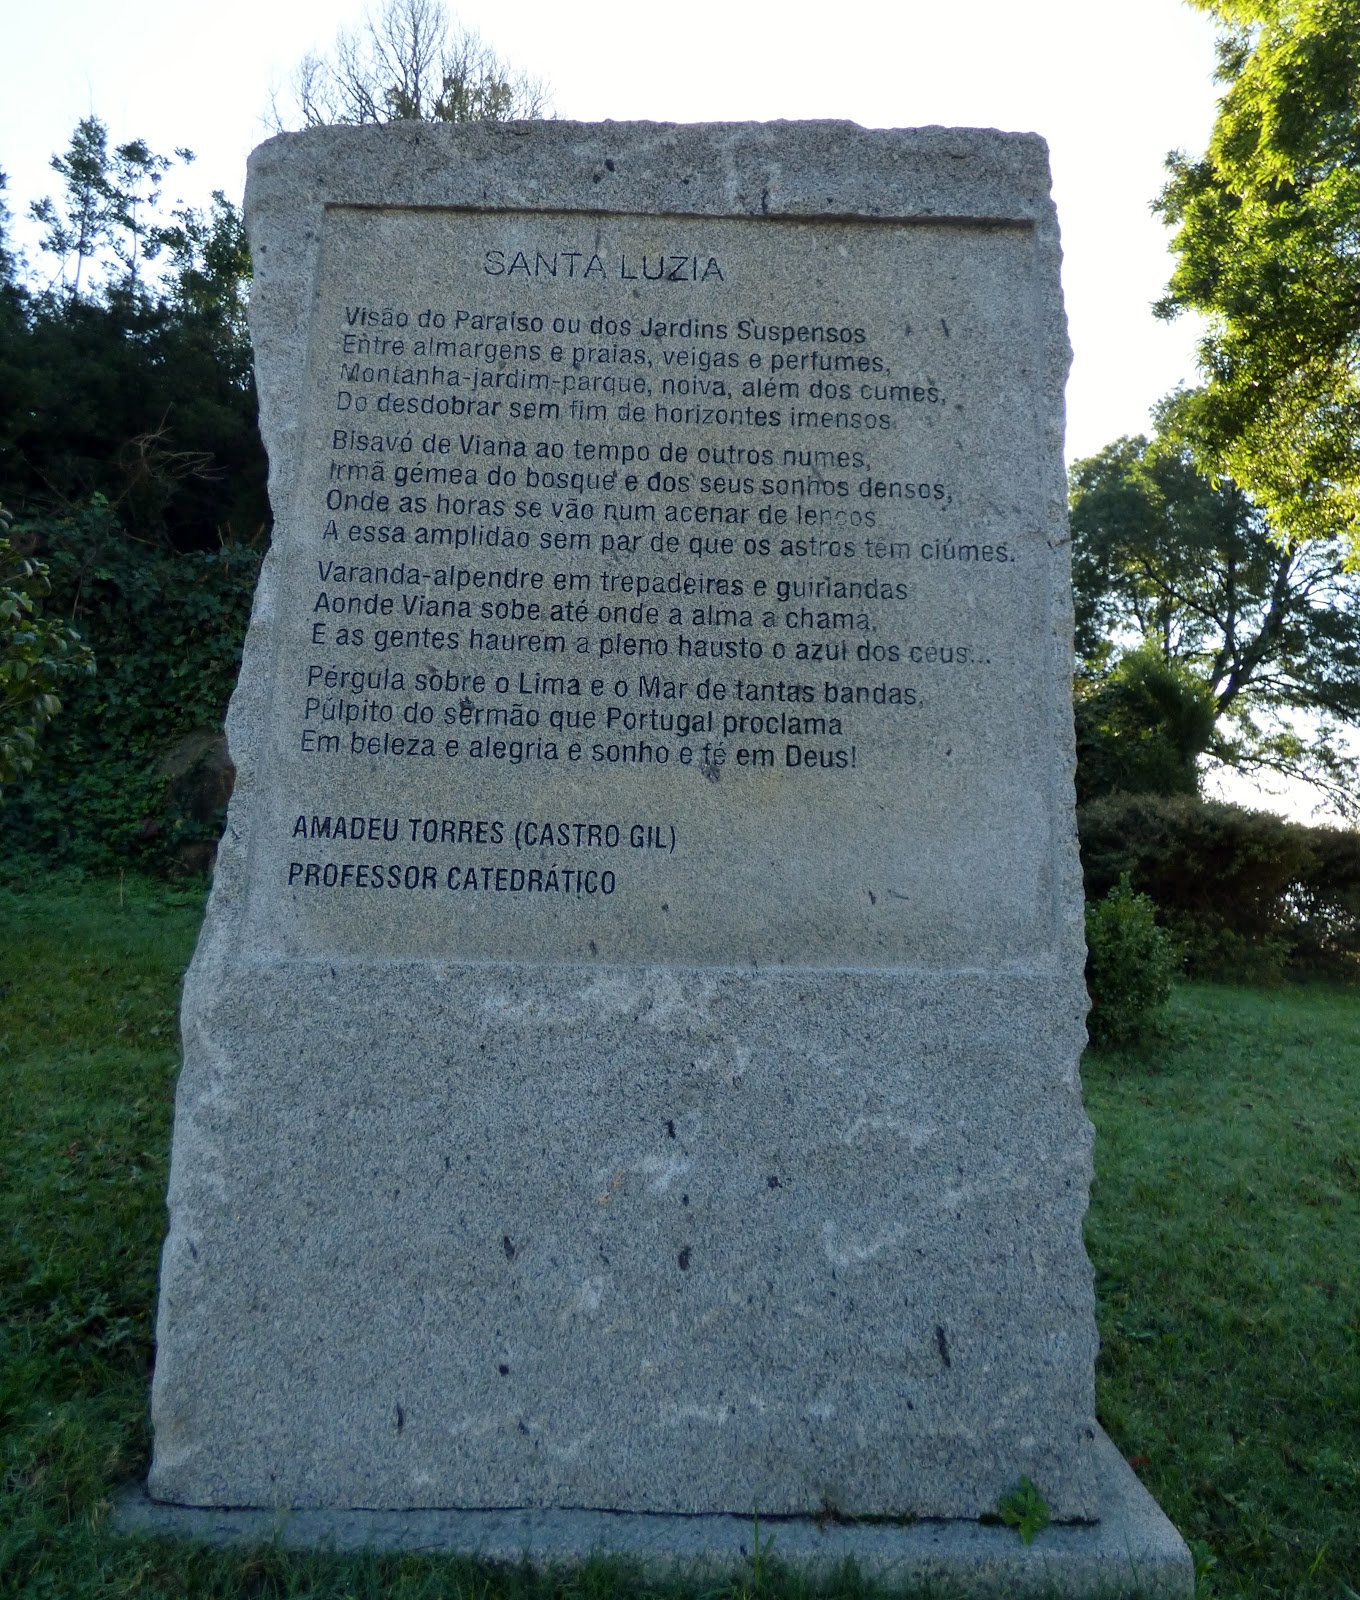 SANTA LUZIA
Visão do Paraíso ou dos Jardins Suspensos
Entre almargens e praias, veigas e perfumes,
Montanha-jardim-parque, noiva, além dos cumes,
Do desdobrar sem fim de horizontes imensos.
Bisavó de Viana ao tempo de outros numes,
Irmã gémea do bosque e dos seus sonhos densos,
Onde as horas se vão num acenar de lenços
A essa amplidão sem par de que os astros têm ciúmes.
Varanda-alpendre em trepadeiras e guirlandas
Aonde Viana sobe até onde a alma a chama,
E as gentes haurem a pleno hausto o azul dos céus...
Pérgula sobre o Lima e o Mar de tantas bandas,
Púlpito do sermão que Portugal proclama
Em beleza e alegria e sonho e fé em Deus!
AMADEU TORRES (CASTRO GIL)
PROFESSOR CATEDRÁTICO